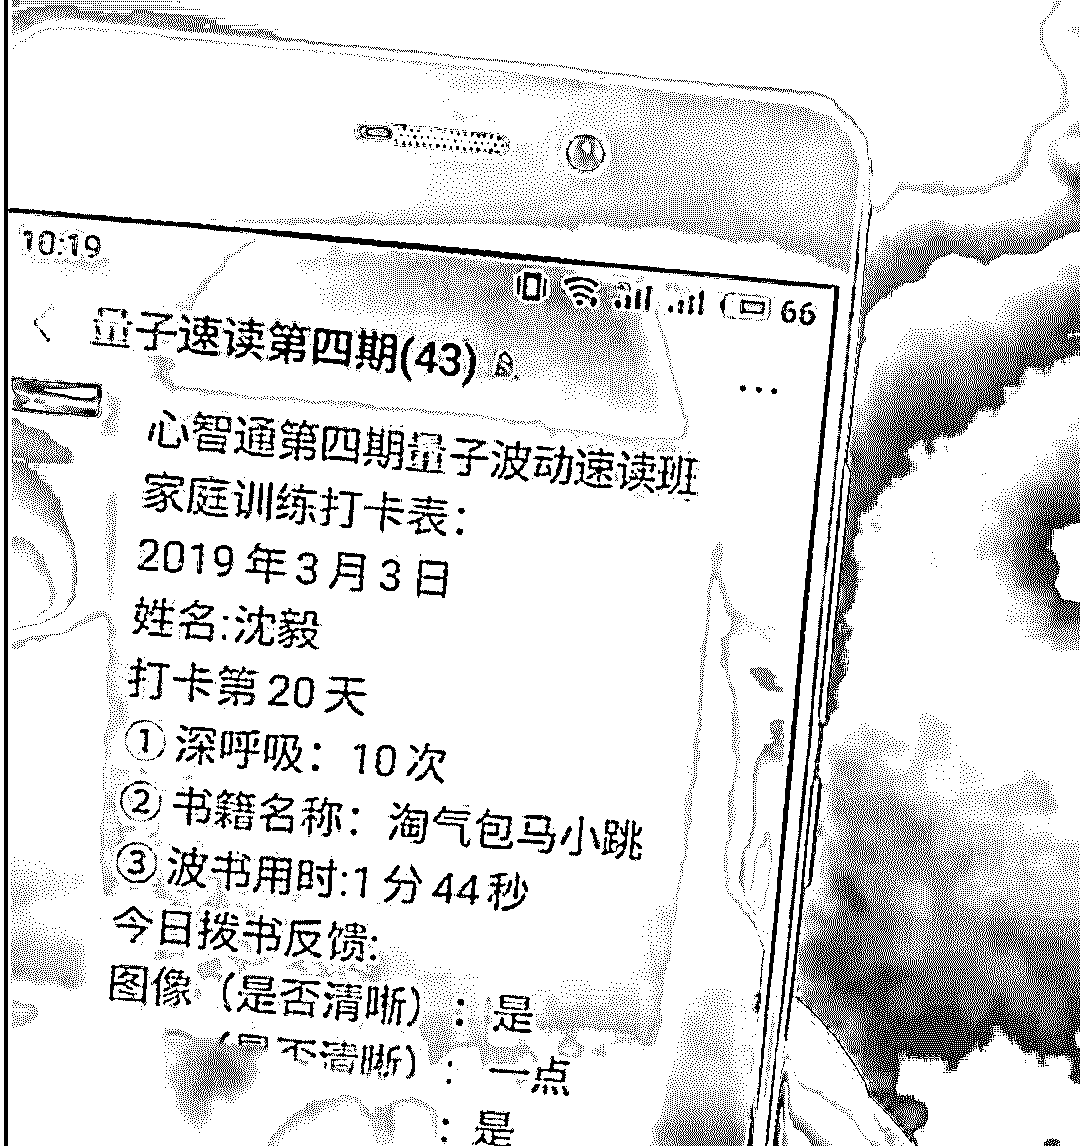 10:19
66
量子速读第四期(43)
...
心智通第四期量子波动速读班
家庭训练打卡表：
2019年3月3日
姓名:沈毅
打卡第20天
①深呼吸：10次
②书籍名称：淘气包马小跳
③波书用时:1分44秒
今日拨书反馈:
图像（是否清晰）：是
（是否清晰）：一点
：是